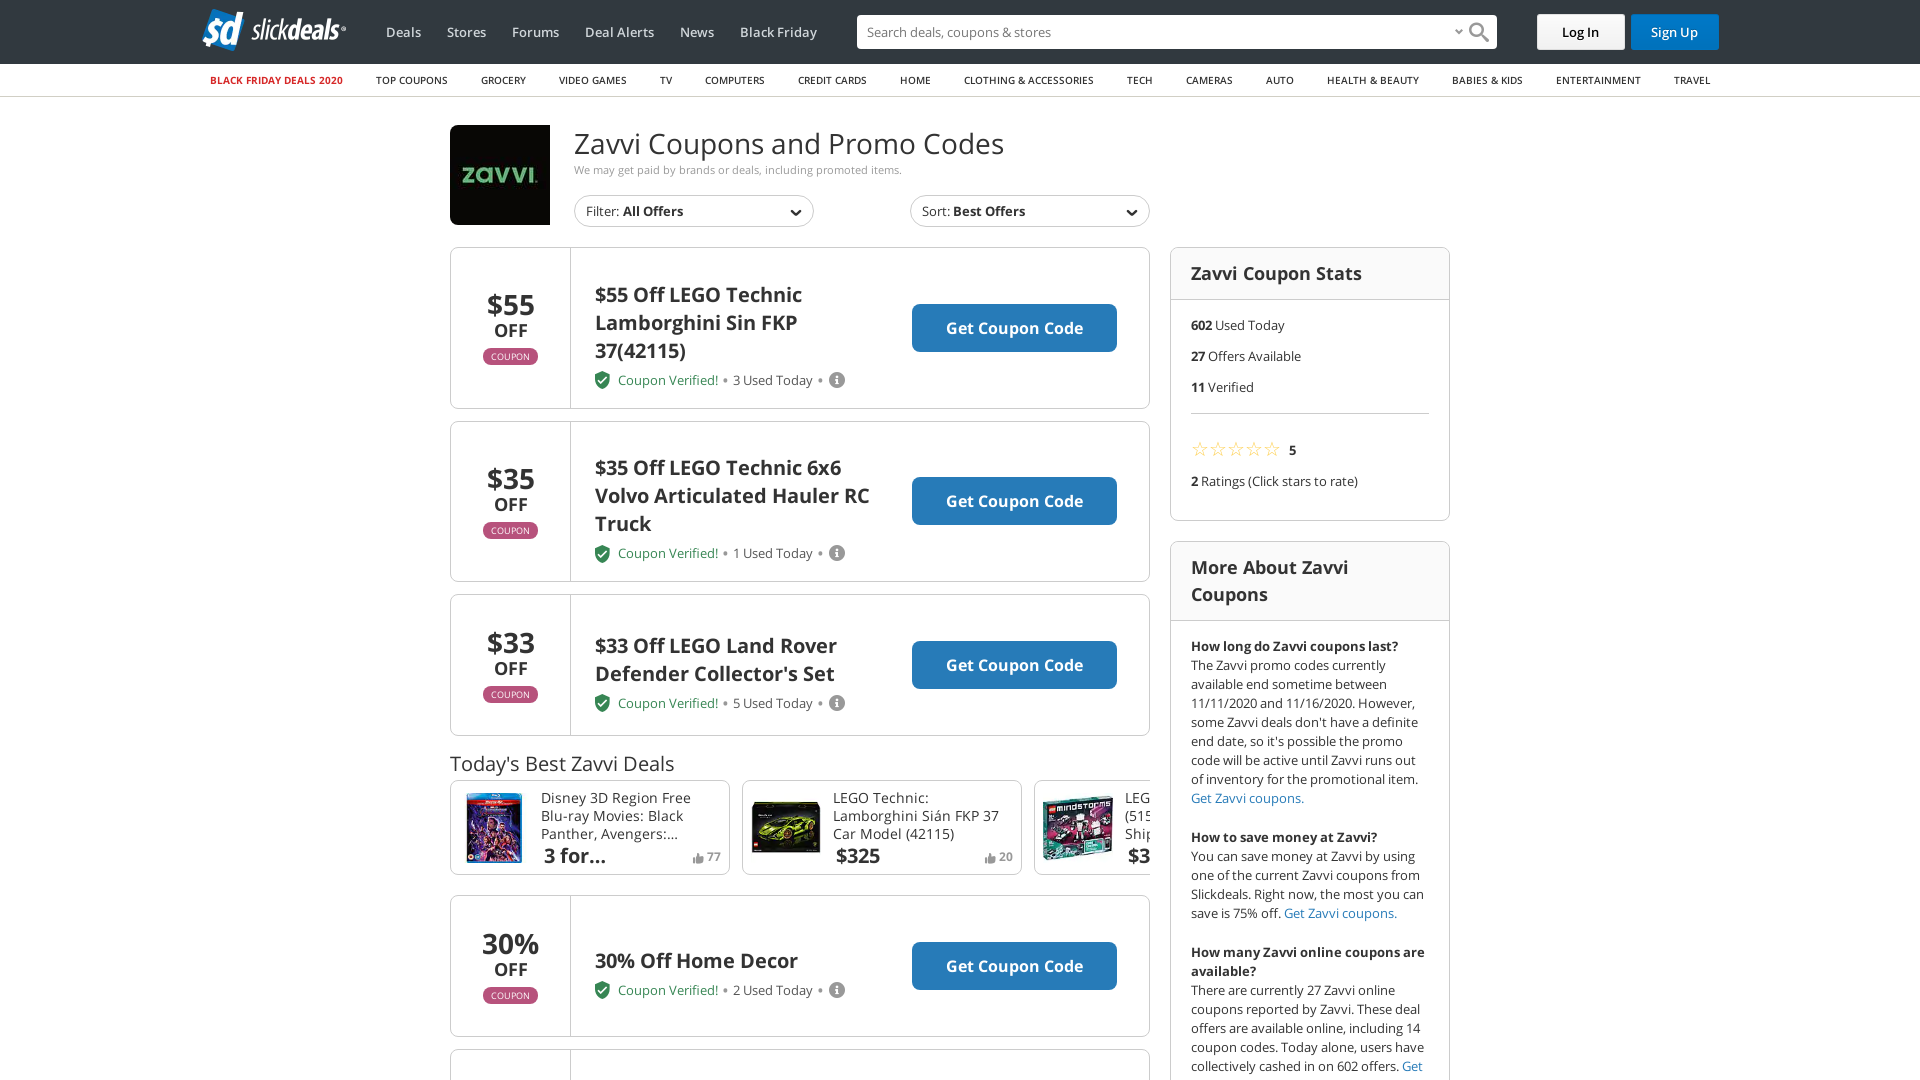 slickdeals
Deals
Stores
Forums
Deal Alerts
News
Black Friday
Search deals, coupons & stores
Log In
Sign Up
BLACK FRIDAY DEALS 2020
TOP COUPONS
GROCERY
VIDEO GAMES
TV
COMPUTERS
CREDIT CARDS
HOME
CLOTHING & ACCESSORIES
TECH
CAMERAS
AUTO
HEALTH & BEAUTY
BABIES & KIDS
ENTERTAINMENT
TRAVEL
zavvi.
Zavvi Coupons and Promo Codes
We may get paid by brands or deals, including promoted items.
Filter: All Offers
Sort: Best Offers
$55
OFF
COUPON
$55 Off LEGO Technic
Lamborghini Sin FKP
37(42115)
Coupon Verified! • 3 Used Today •
Get Coupon Code
$35
OFF
COUPON
$35 Off LEGO Technic 6x6
Volvo Articulated Hauler RC
Truck
Coupon Verified! • 1 Used Today •
Get Coupon Code
$33
OFF
COUPON
$33 Off LEGO Land Rover
Defender Collector's Set
Coupon Verified! • 5 Used Today •
Get Coupon Code
Today's Best Zavvi Deals
Disney 3D Region Free
Blu-ray Movies: Black
Panther, Avengers:...
3 for...
77
LEGO Technic:
Lamborghini Sián FKP 37
Car Model (42115)
$325
20
MINDSTORMS
LEG
(515
Ship
$3
30%
OFF
COUPON
30% Off Home Decor
Coupon Verified! • 2 Used Today •
Get Coupon Code
Zavvi Coupon Stats
602 Used Today
27 Offers Available
11 Verified
5
2 Ratings (Click stars to rate)
More About Zavvi
Coupons
How long do Zavvi coupons last?
The Zavvi promo codes currently
available end sometime between
11/11/2020 and 11/16/2020. However,
some Zavvi deals don't have a definite
end date, so it's possible the promo
code will be active until Zavvi runs out
of inventory for the promotional item.
Get Zavvi coupons.
How to save money at Zavvi?
You can save money at Zavvi by using
one of the current Zavvi coupons from
Slickdeals. Right now, the most you can
save is 75% off. Get Zavvi coupons.
How many Zavvi online coupons are
available?
There are currently 27 Zavvi online
coupons reported by Zavvi. These deal
offers are available online, including 14
coupon codes. Today alone, users have
collectively cashed in on 602 offers. Get